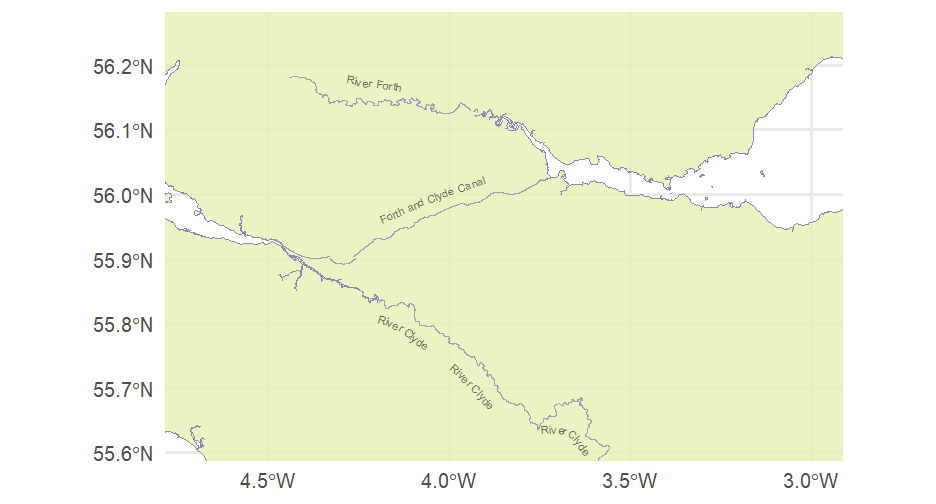 56.2°N
River Forth
56.1°N
56.0°N
Forth and Clyde Canal
55.9°N
55.8°N
River Clyde
55.7°N
River Clyde
River Clyde
55.6°N
4.5°W 4.0°W 3.5°W 3.0°W